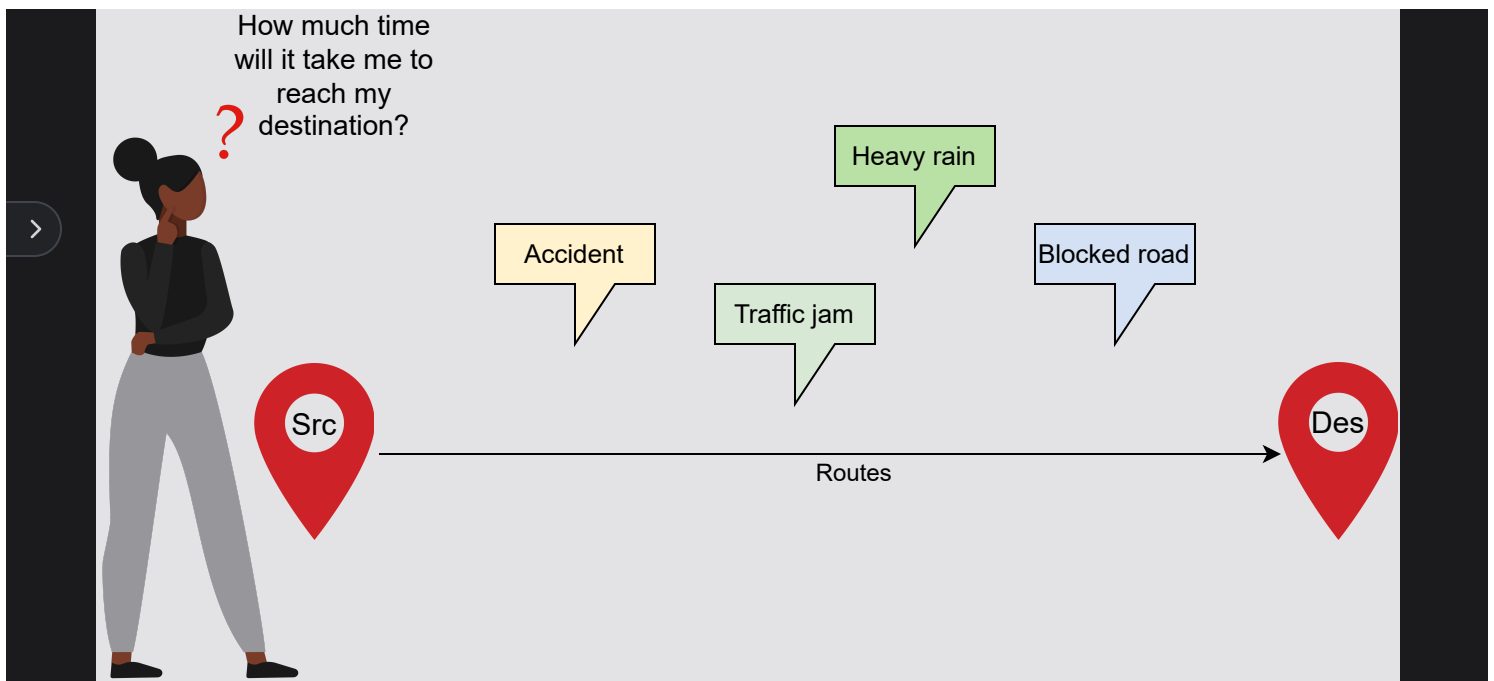 How much time
will it take me to
reach my
destination?
?
Heavy rain
Accident
Blocked road
Traffic jam
Src
Des
Routes